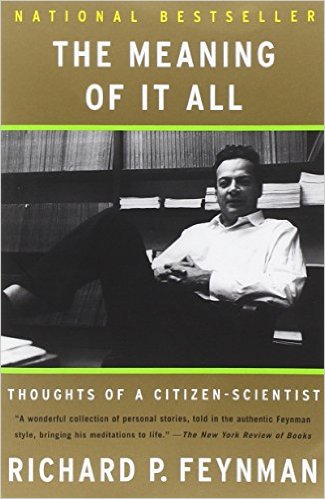 NATIONAL BESTSELLER
THE MEANING
OF IT ALL
THOUGHTS OF A CITIZEN-SCIENTIST
"A wonderful collection of personal stories, told in the authentic Feynman
style, bringing his meditations to life." —The New York Review of Books
RICHARD P. FEYNMAN